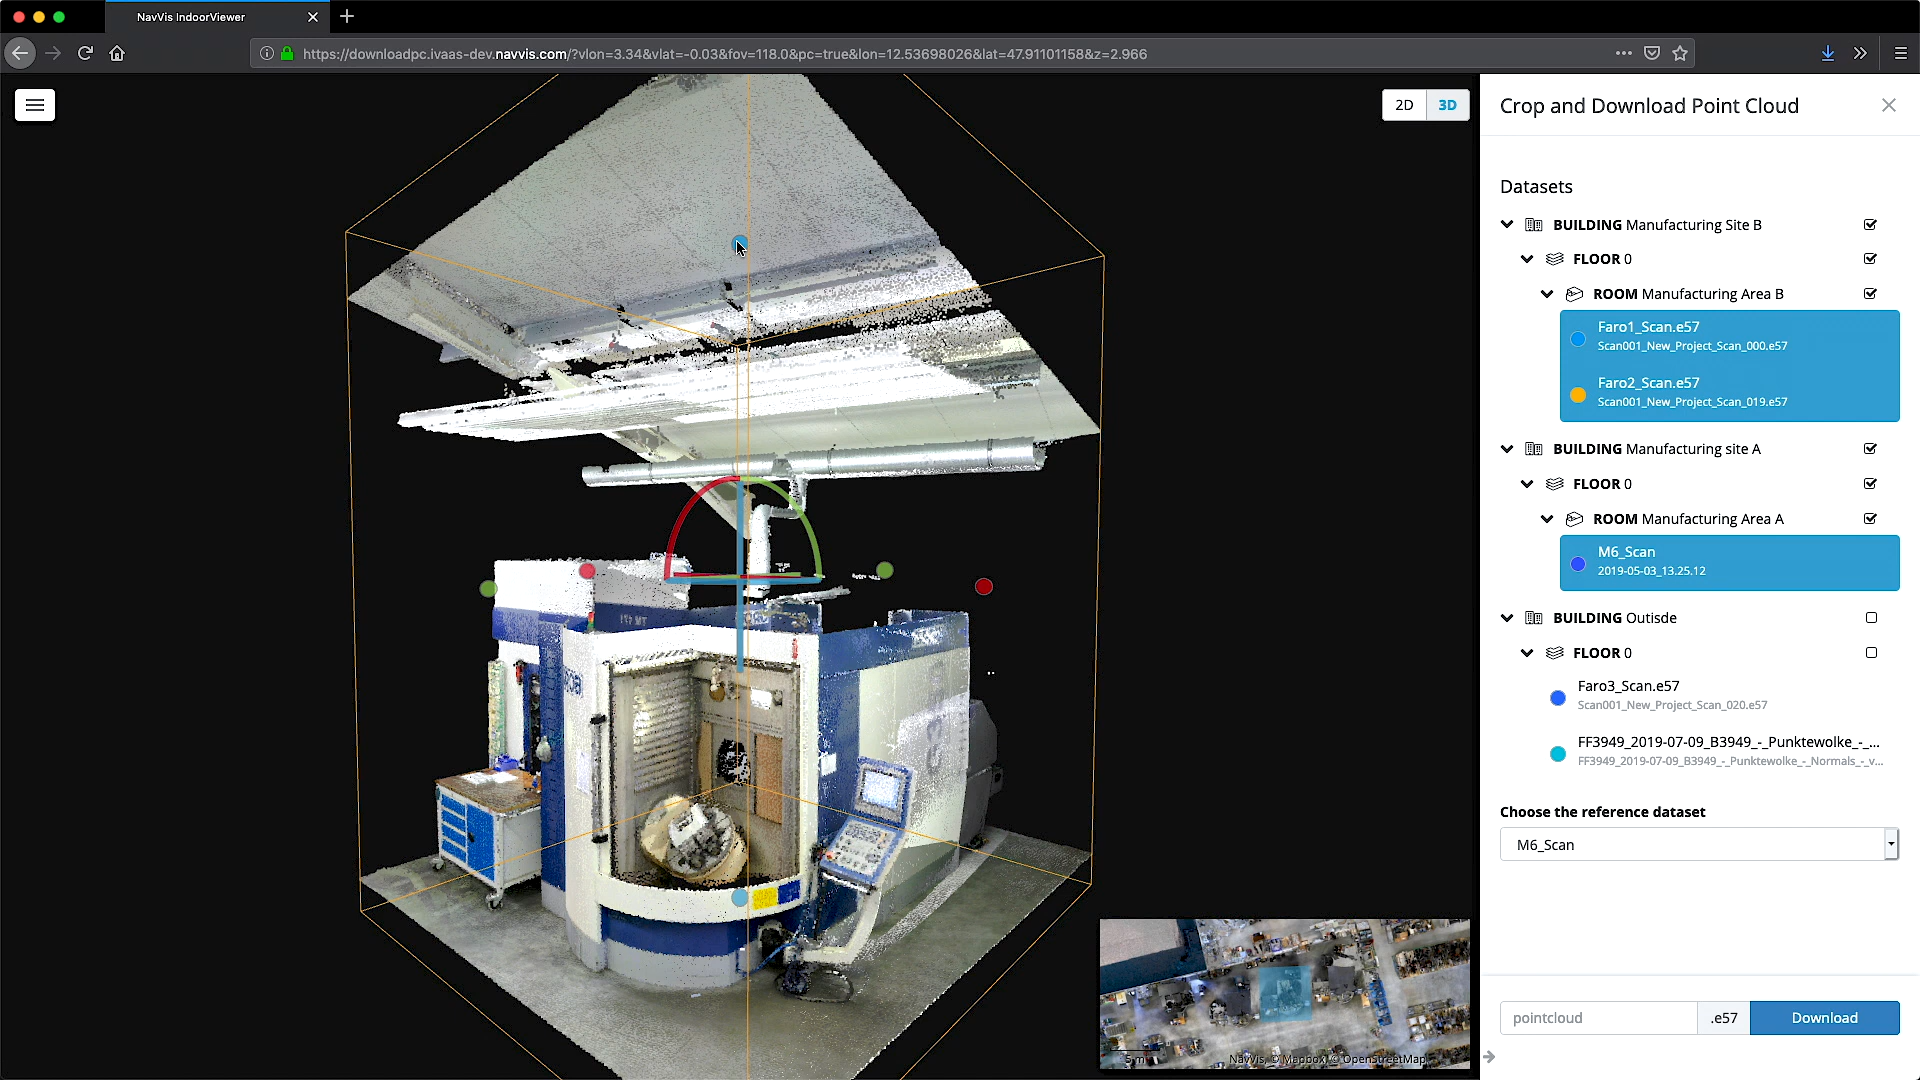 NavVis IndoorViewer
https://downloadpc.ivaas-dev.navvis.com/?vlon=3.34&vlat=-0.03&fov=118.0&pc=true&lon=12.53698026&lat=47.91101158&z=2.966
2D
3D
Crop and Download Point Cloud
Datasets
BUILDING Manufacturing Site B
FLOOR 0
ROOM Manufacturing Area B
Faro1_Scan.e57
Scan001_New_Project_Scan_000.e57
Faro2_Scan.e57
Scan001_New_Project_Scan_019.e57
BUILDING Manufacturing site A
FLOOR 0
ROOM Manufacturing Area A
M6_Scan
2019-05-03_13.25.12
BUILDING Outisde
FLOOR 0
Faro3_Scan.e57
Scan001_New_Project_Scan_020.e57
FF3949_2019-07-09_B3949_-_Punktewolke_-_...
FF3949_2019-07-09_B3949_-_Punktewolke_-_Normals_-_v...
Choose the reference dataset
M6_Scan
pointcloud
.e57
Download
5 m
NavVis, © Mapbox, © OpenStreetMap